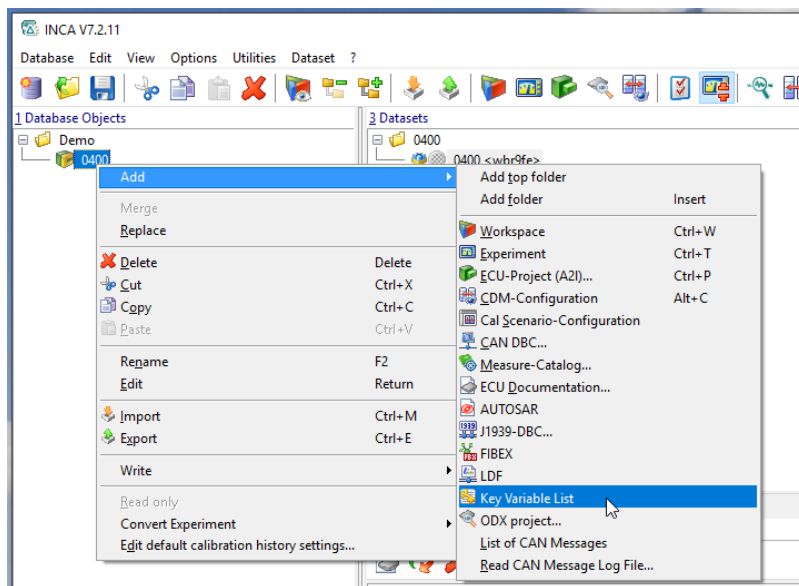 INCA V7.2.11
Database Edit View Options Utilities Dataset ?
1 Database Objects
3 Datasets
Demo
0400
0400
0400 <wbr9fe>
Add
Merge
Replace
Delete Delete
Cut Ctrl+X
Copy Ctrl+C
Paste Ctrl+V
Rename F2
Edit Return
Import Ctrl+M
Export Ctrl+E
Write
Read only
Convert Experiment
Edit default calibration history settings...
Add top folder
Add folder Insert
Workspace Ctrl+W
Experiment Ctrl+T
ECU-Project (A2I)... Ctrl+P
CDM-Configuration Alt+C
Cal Scenario-Configuration
CAN DBC...
Measure-Catalog...
ECU Documentation...
AUTOSAR
J1939-DBC...
FIBEX
LDF
Key Variable List
ODX project...
List of CAN Messages
Read CAN Message Log File...